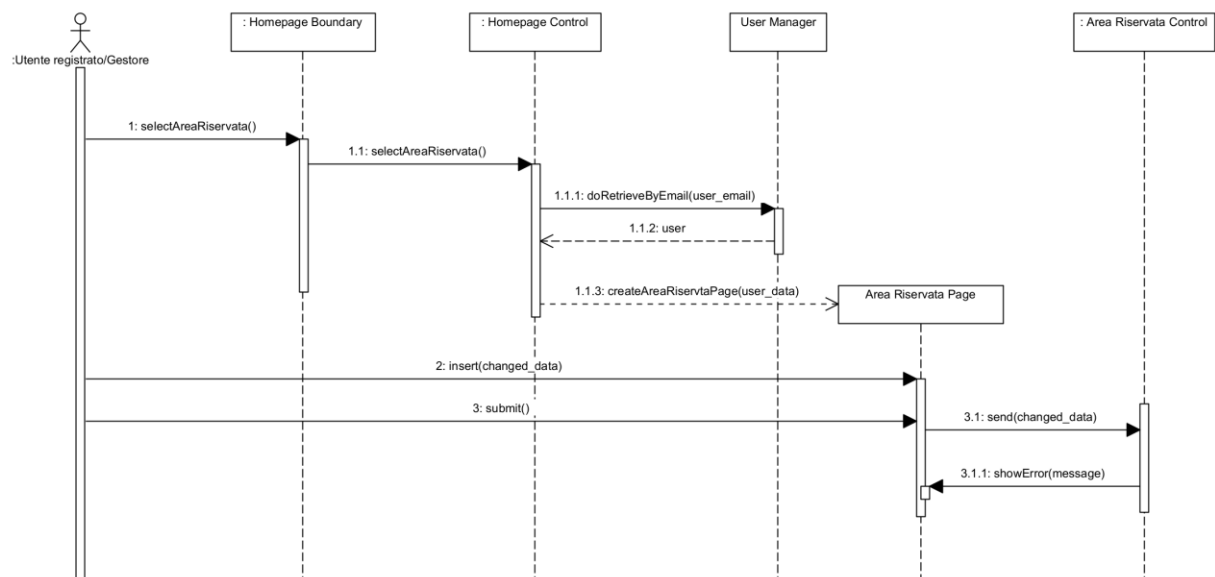 : Homepage Boundary
: Homepage Control
User Manager
: Area Riservata Control
:Utente registrato/Gestore
1: selectAreaRiservata()
1.1: selectAreaRiservata()
1.1.1: doRetrieveByEmail(user_email)
1.1.2: user
1.1.3: createAreaRiservtaPage(user_data)
Area Riservata Page
2: insert(changed_data)
3: submit()
3.1: send(changed_data)
3.1.1: showError(message)